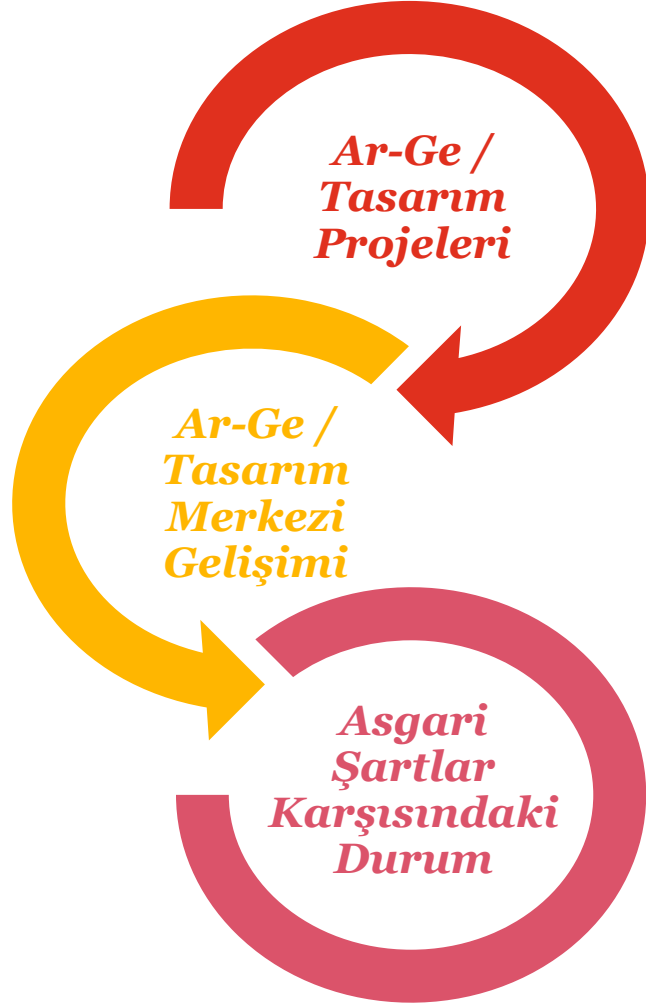 Ar-Ge /
Tasarım
Projeleri
Ar-Ge /
Tasarım
Merkezi
Gelişimi
Asgari
Şartlar
Karşısındaki
Durum